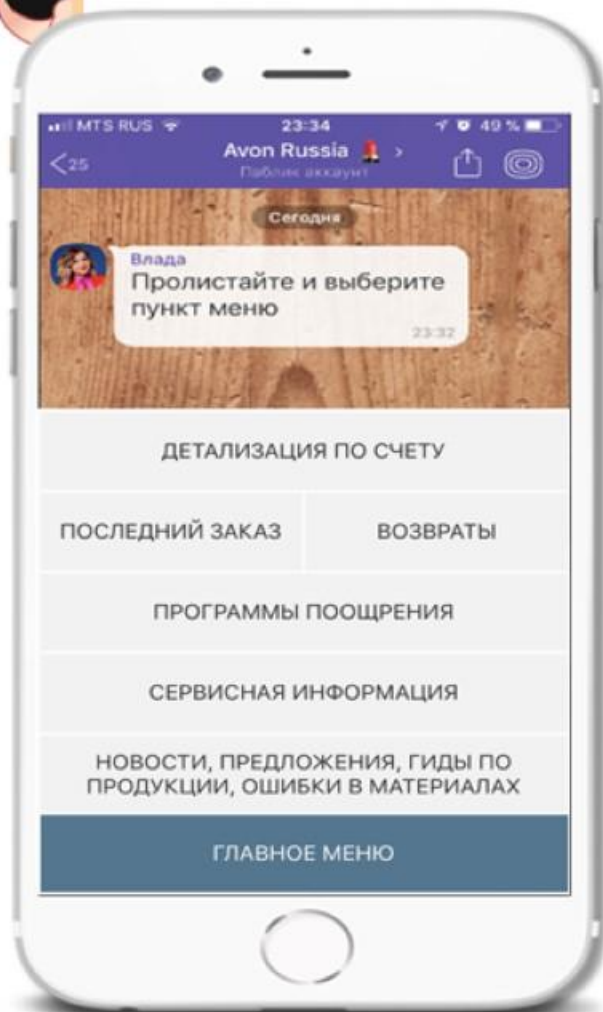 MTS RUS 23:34 49 %
25 Avon Russia
Паблик аккаунт
Сегодня
Влада
Пролистайте и выберите
пункт меню
23:32
ДЕТАЛИЗАЦИЯ ПО СЧЕТУ
ПОСЛЕДНИЙ ЗАКАЗ
ВОЗВРАТЫ
ПРОГРАММЫ ПООЩРЕНИЯ
СЕРВИСНАЯ ИНФОРМАЦИЯ
НОВОСТИ, ПРЕДЛОЖЕНИЯ, ГИДЫ ПО
ПРОДУКЦИИ, ОШИБКИ В МАТЕРИАЛАХ
ГЛАВНОЕ МЕНЮ